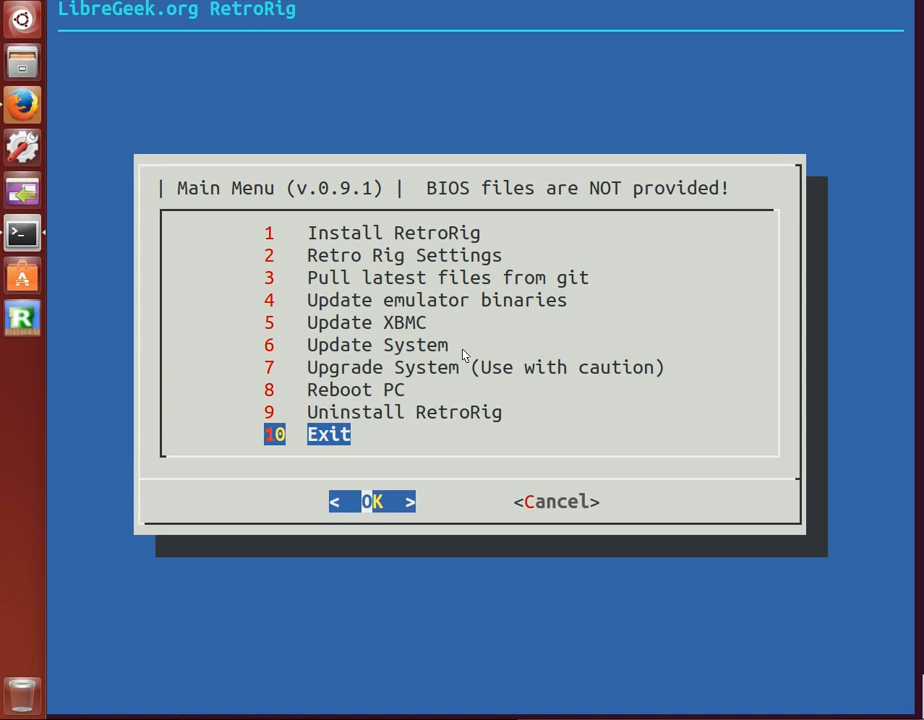 LibreGeek.org RetroRig
| Main Menu (v.0.9.1) | BIOS files are NOT provided!
1 Install RetroRig
2 Retro Rig Settings
3 Pull latest files from git
4 Update emulator binaries
5 Update XBMC
6 Update System
7 Upgrade System (Use with caution)
8 Reboot PC
9 Uninstall RetroRig
10 Exit
< OK > <Cancel>